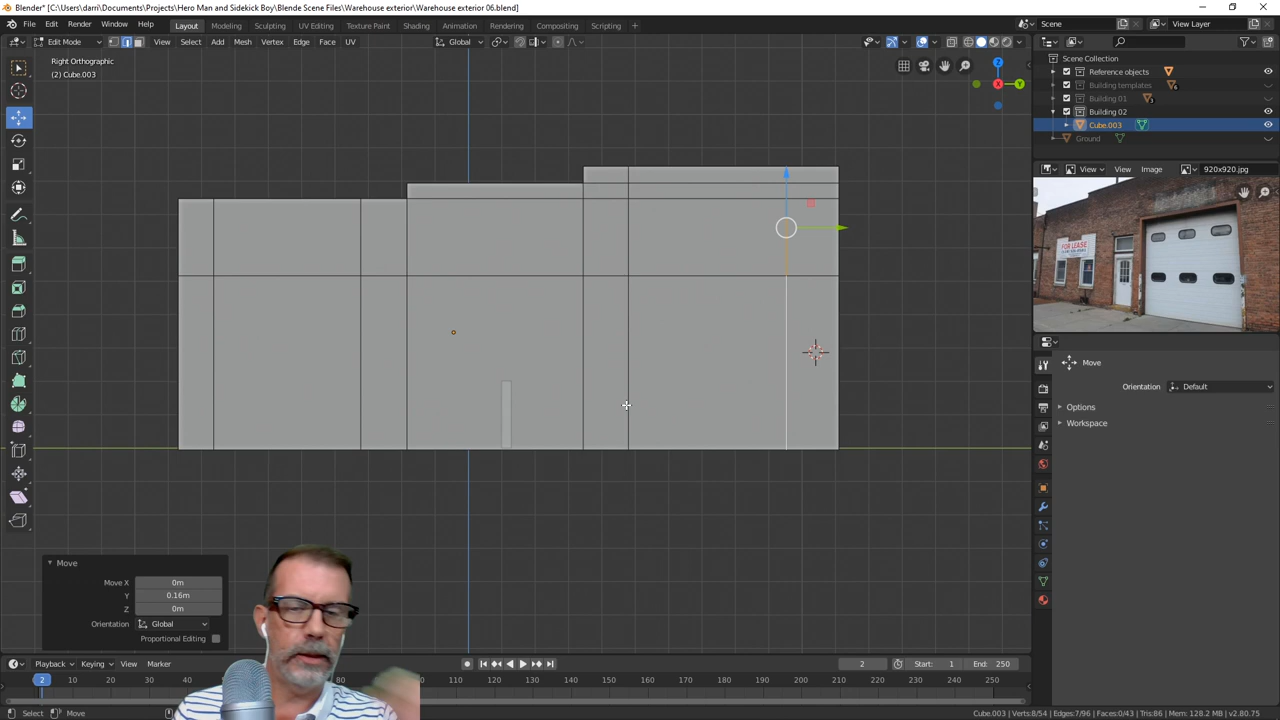 Blender* [C:\Users\darri\Documents\Projects\Hero Man and Sidekick Boy\Blende Scene Files\Warehouse exterior\Warehouse exterior 06.blend]
File Edit Render Window Help Layout Modeling Sculpting UV Editing Texture Paint Shading Animation Rendering Compositing Scripting + Scene View Layer
Edit Mode View Select Add Mesh Vertex Edge Face UV Global
Right Orthographic
(2) Cube.003
Z
X
Y
Scene Collection
Reference objects
Building templates 6
Building 01 3
Building 02
Cube.003
Ground
View View Image 920x920.jpg
FOR LEASE
Move
Orientation Default
Options
Workspace
Move
Move X 0m
Y 0.16m
Z 0m
Orientation Global
Proportional Editing
Playback Keying View Marker 2 Start: 1 End: 250
2 10 20 30 40 80 90 100 110 120 130 140 150 160 170 180 190 200 210 220 230 240 250
Select Move Cube.003 | Verts:8/54 | Edges:7/96 | Faces:0/43 | Tris:86 | Mem: 128.2 MB | v2.80.75